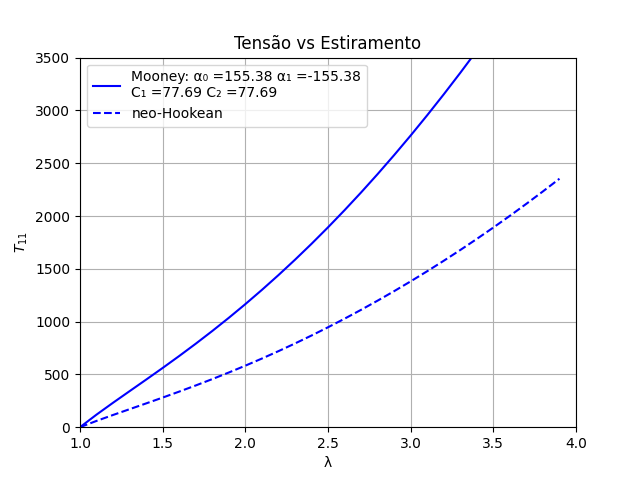 Tensão vs Estiramento
Mooney: α₀ =155.38 α₁ =-155.38
C₁ =77.69 C₂ =77.69
neo-Hookean
3500
3000
2500
2000
1500
1000
500
0
T₁₁
1.0
1.5
2.0
2.5
3.0
3.5
4.0
λ